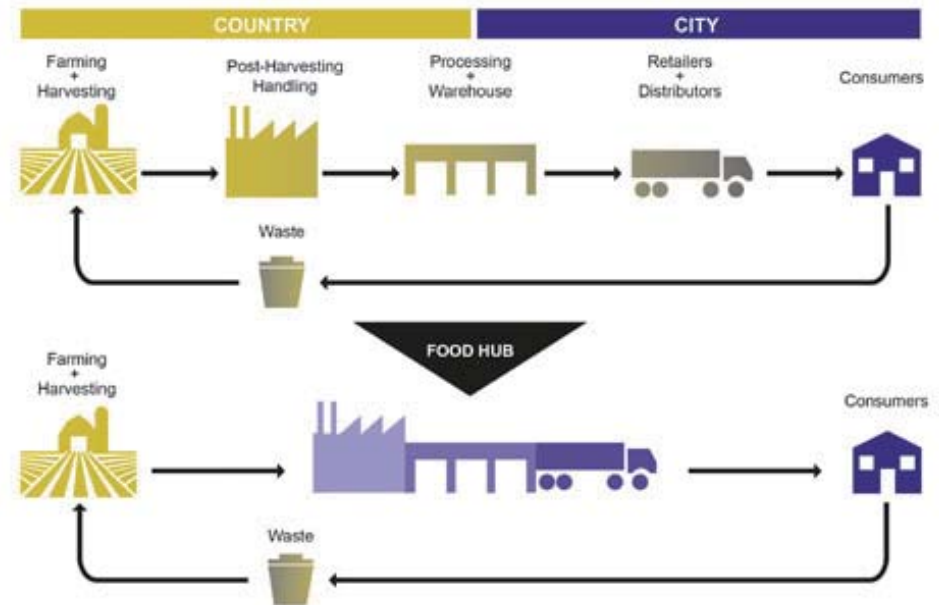 COUNTRY
CITY
Farming
+
Harvesting
Post-Harvesting
Handling
Processing
+
Warehouse
Retailers
+
Distributors
Consumers
Waste
FOOD HUB
Farming
+
Harvesting
Consumers
Waste